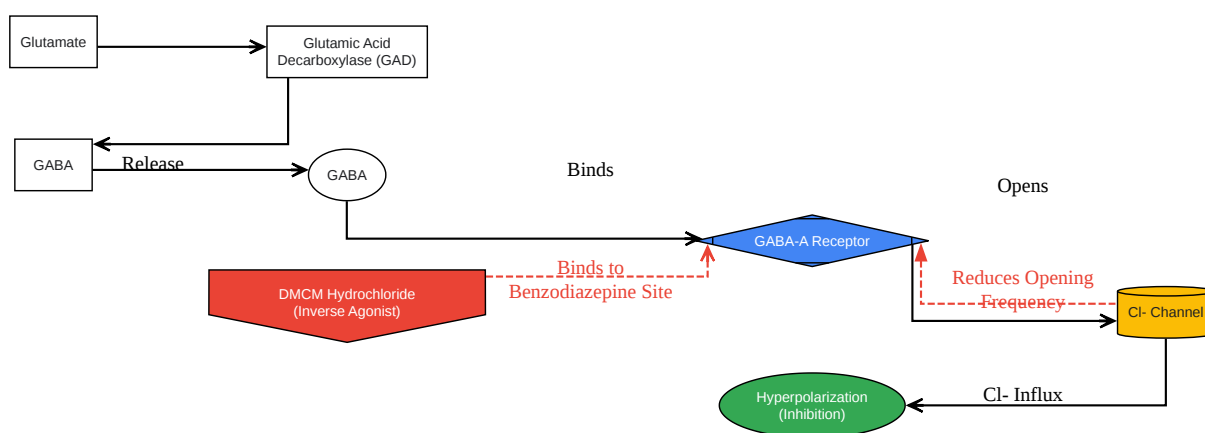 Glutamate
Glutamic Acid
Decarboxylase (GAD)
GABA
Release
GABA
Binds
Opens
GABA-A Receptor
Binds to
Benzodiazepine Site
DMCM Hydrochloride
(Inverse Agonist)
Reduces Opening
Frequency
Cl- Channel
Hyperpolarization
(Inhibition)
Cl- Influx